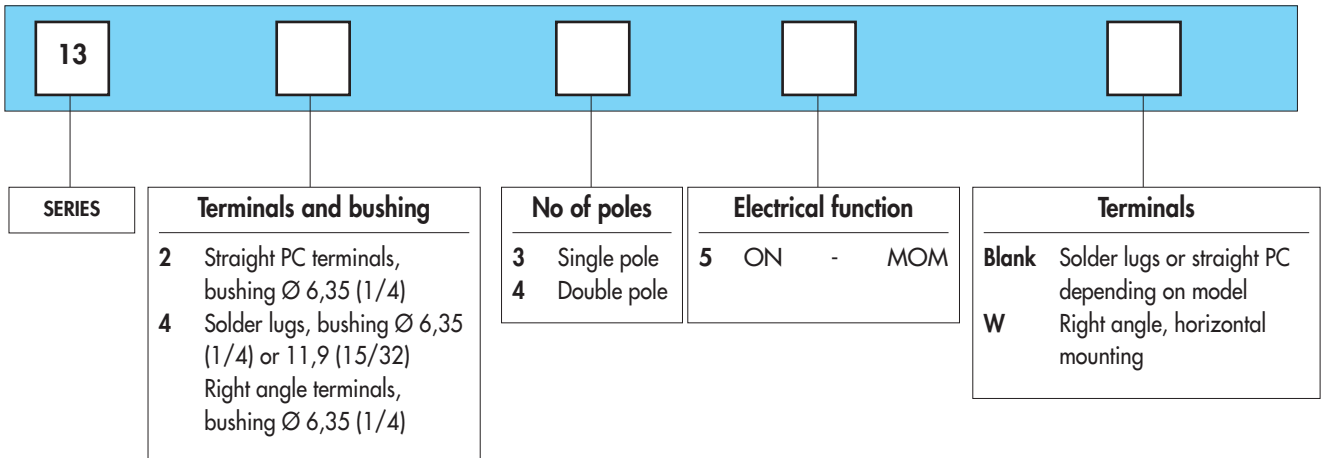 13
SERIES
Terminals and bushing
2 Straight PC terminals,
bushing Ø 6,35 (1/4)
4 Solder lugs, bushing Ø 6,35
(1/4) or 11,9 (15/32)
Right angle terminals,
bushing Ø 6,35 (1/4)
No of poles
3 Single pole
4 Double pole
Electrical function
5 ON - MOM
Terminals
Blank Solder lugs or straight PC
depending on model
W Right angle, horizontal
mounting